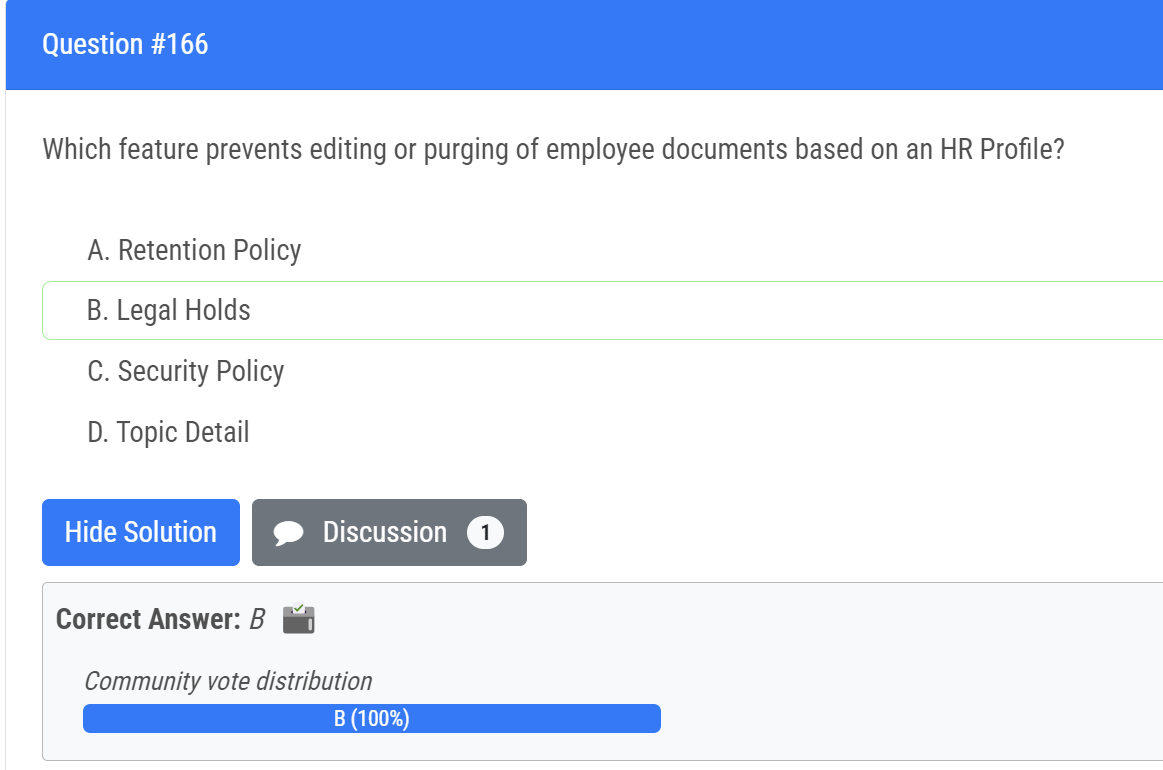 Question #166
Which feature prevents editing or purging of employee documents based on an HR Profile?
A. Retention Policy
B. Legal Holds
C. Security Policy
D. Topic Detail
Hide Solution
Discussion 1
Correct Answer: B
Community vote distribution
B (100%)